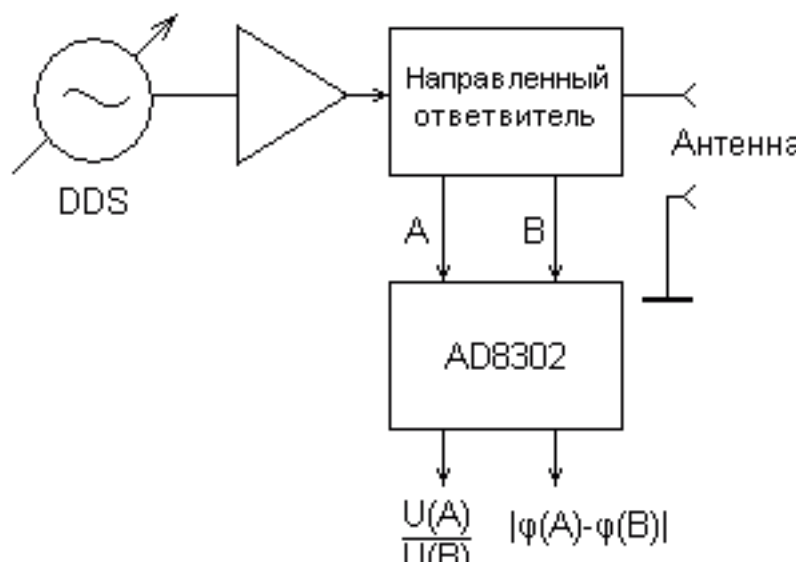 Направленный
ответвитель
Антенна
DDS
A
B
AD8302
U(A)
U(B)
|φ(A)-φ(B)|